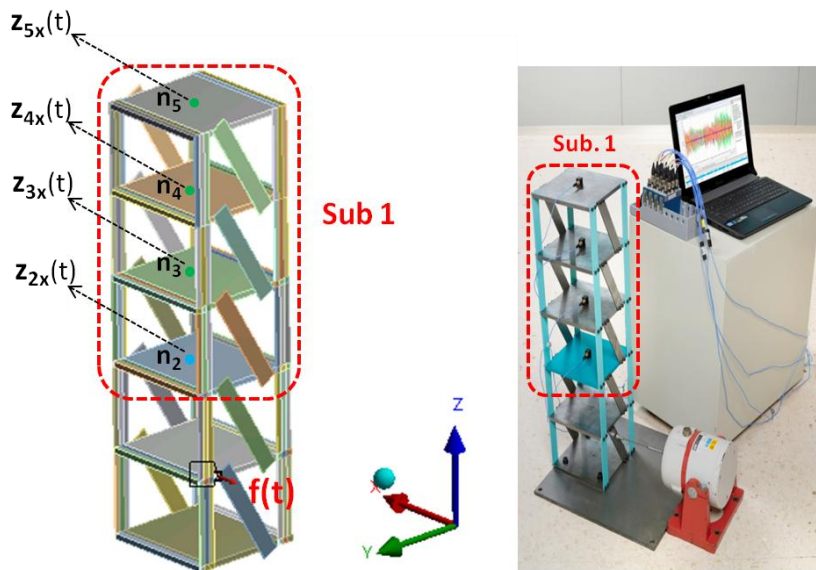 z5x(t)
z4x(t)
z3x(t)
z2x(t)
n5
n4
n3
n2
Sub 1
f(t)
Z
X
Y
Sub. 1